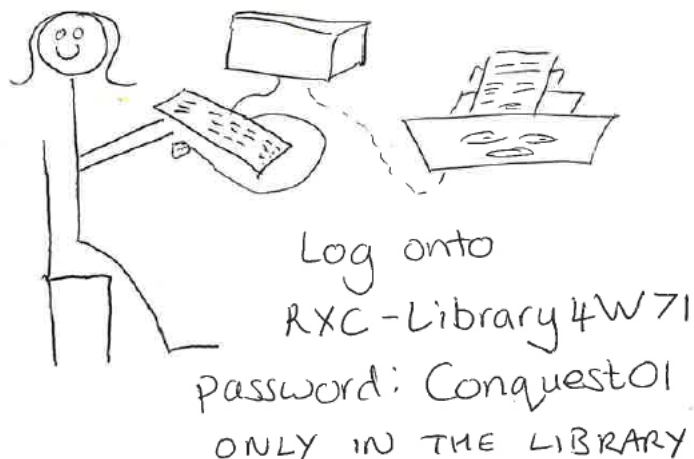 Log onto
RXC-Library4W71
Password: Conquest01
ONLY IN THE LIBRARY